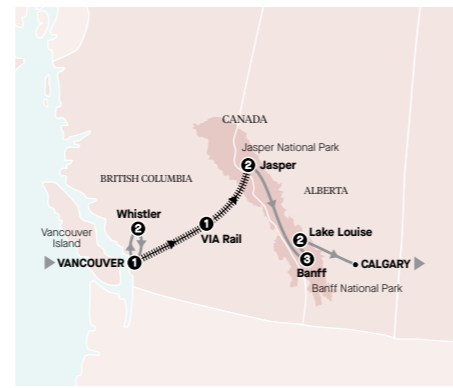 CANADA
Jasper National Park
2 Jasper
BRITISH COLUMBIA
ALBERTA
Whistler
2
1
VIA Rail
Vancouver
Island
VANCOUVER 1
2 Lake Louise
3
Banff
CALGARY
Banff National Park